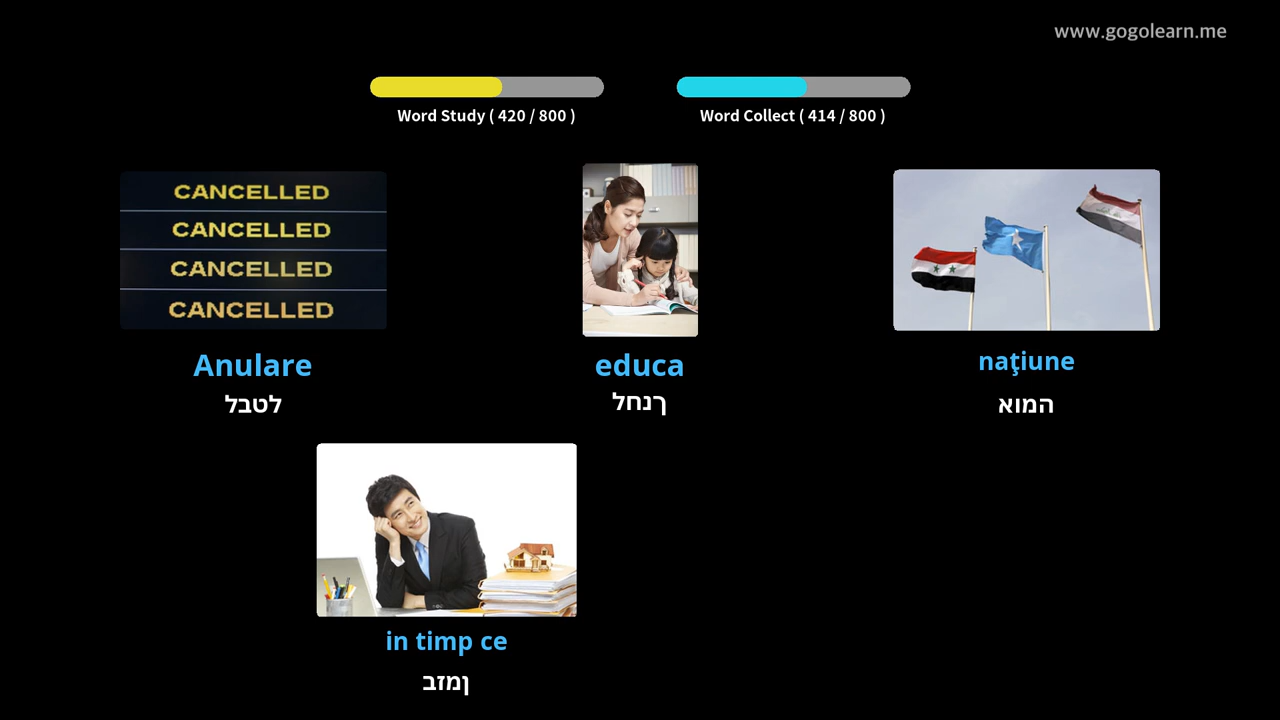 www.gogolearn.me
Word Study ( 420 / 800 )
Word Collect ( 414 / 800 )
CANCELLED
CANCELLED
CANCELLED
CANCELLED
Anulare
לטבל
educa
ךנחל
naţiune
המוא
in timp ce
ןמזב